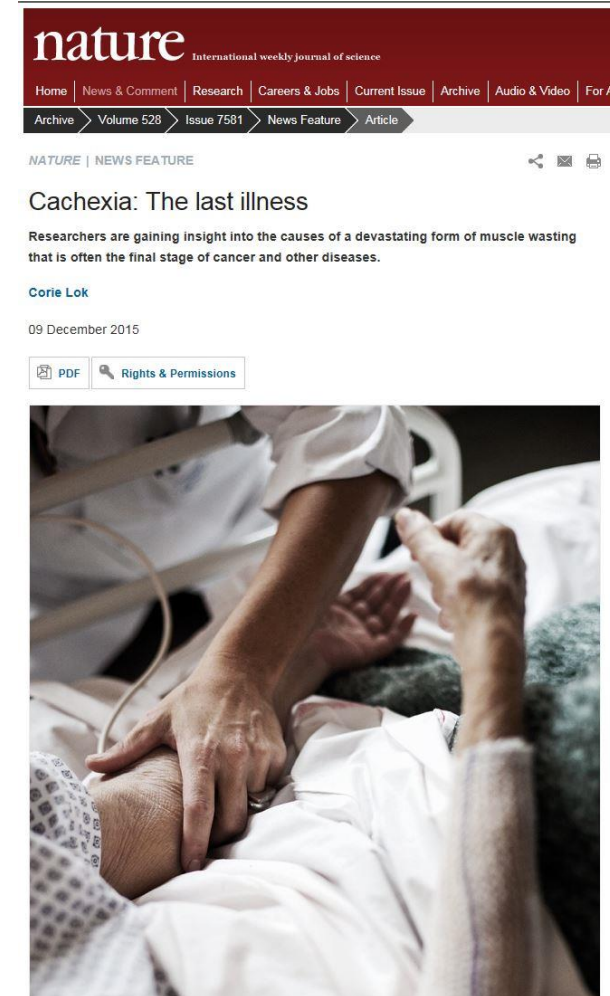 nature International weekly journal of science
Home News & Comment Research Careers & Jobs Current Issue Archive Audio & Video For
Archive Volume 528 Issue 7581 News Feature Article
NATURE | NEWS FEATURE
Cachexia: The last illness
Researchers are gaining insight into the causes of a devastating form of muscle wasting
that is often the final stage of cancer and other diseases.
Corie Lok
09 December 2015
PDF Rights & Permissions